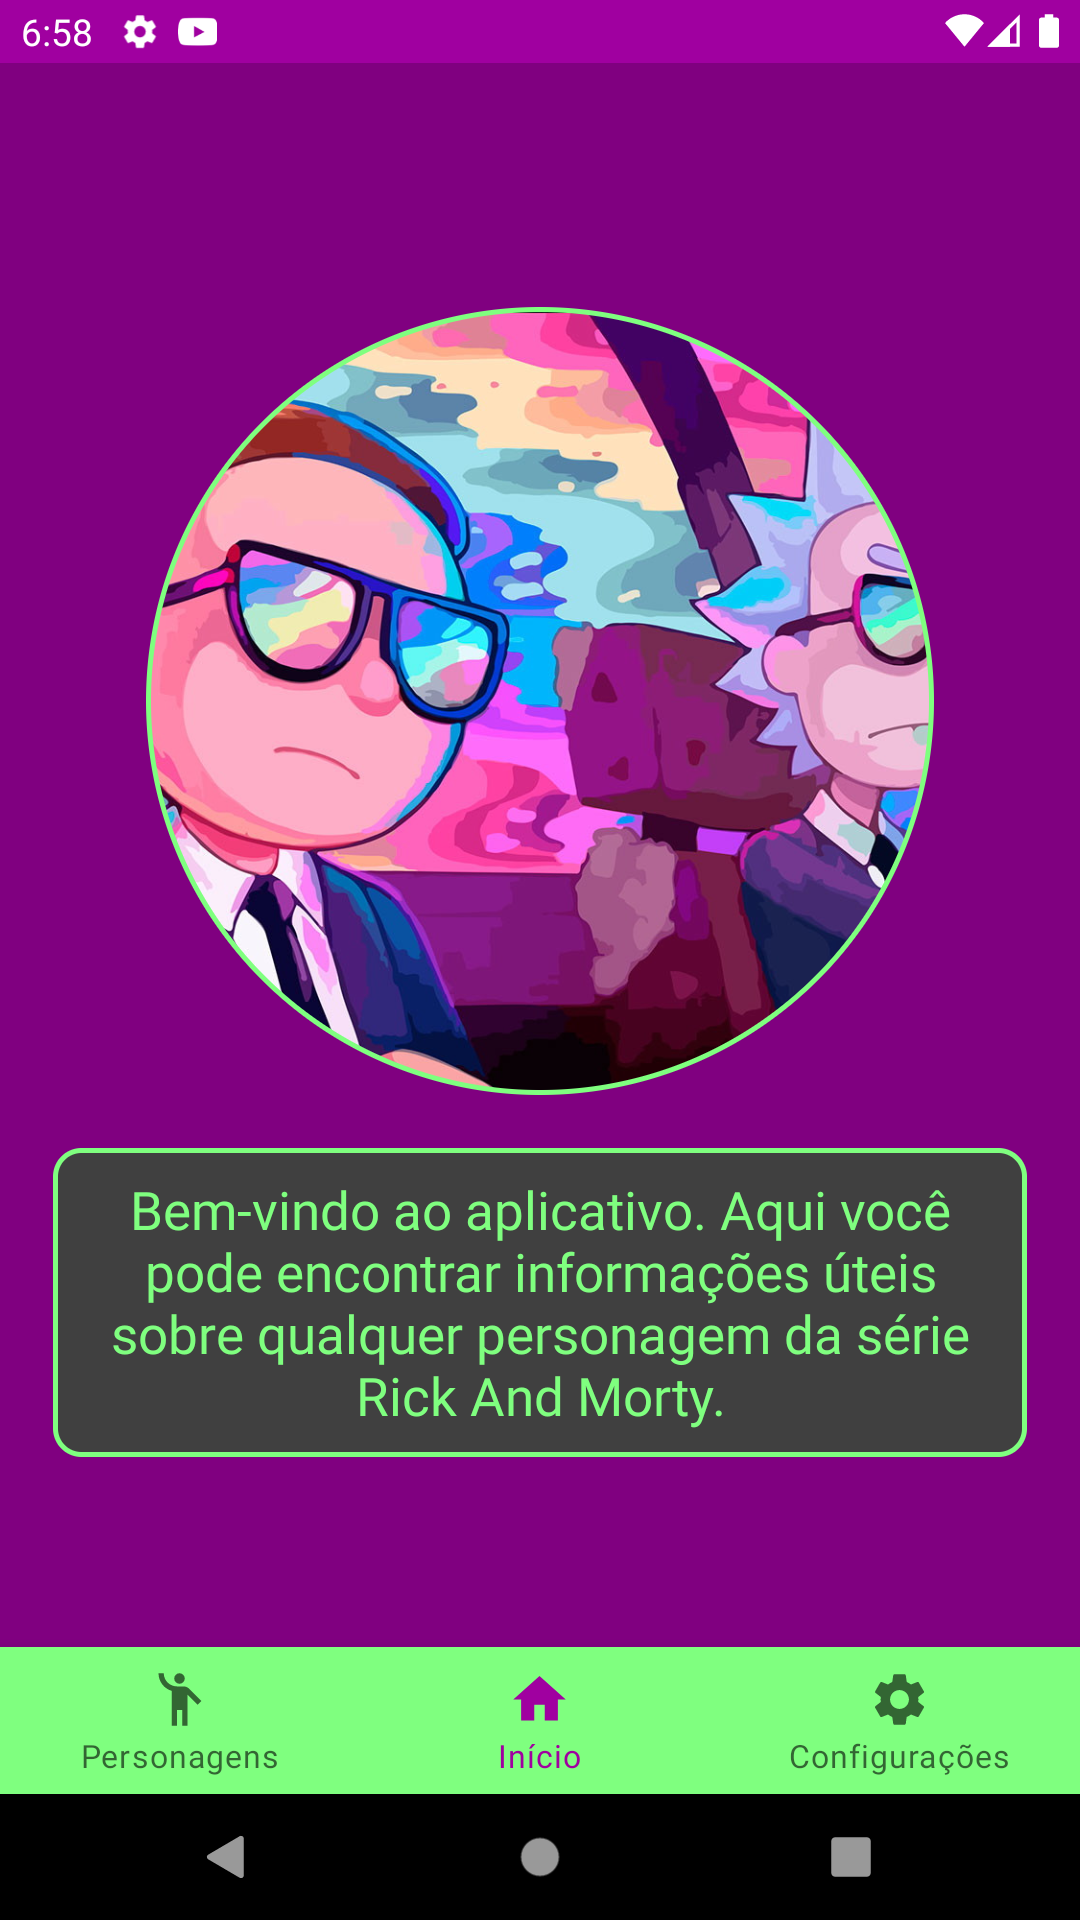 6:58
Bem-vindo ao aplicativo. Aqui você
pode encontrar informações úteis
sobre qualquer personagem da série
Rick And Morty.
Personagens
Início
Configurações